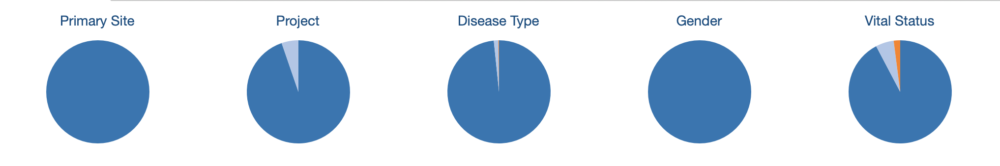 Primary Site
Project
Disease Type
Gender
Vital Status